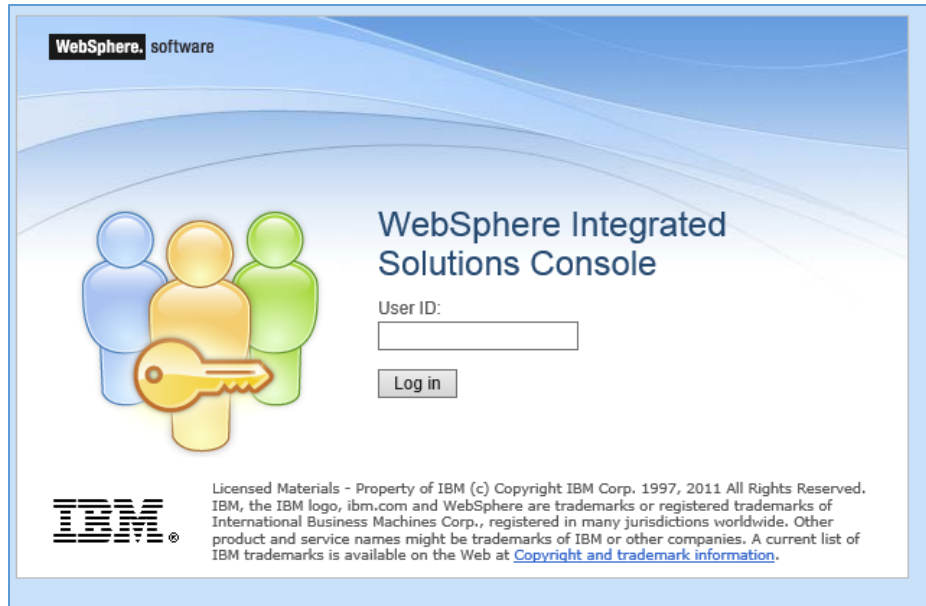 WebSphere. software
WebSphere Integrated
Solutions Console
User ID:
Log in
Licensed Materials - Property of IBM (c) Copyright IBM Corp. 1997, 2011 All Rights Reserved.
IBM, the IBM logo, ibm.com and WebSphere are trademarks or registered trademarks of
International Business Machines Corp., registered in many jurisdictions worldwide. Other
product and service names might be trademarks of IBM or other companies. A current list of
IBM trademarks is available on the Web at Copyright and trademark information.
IBM®